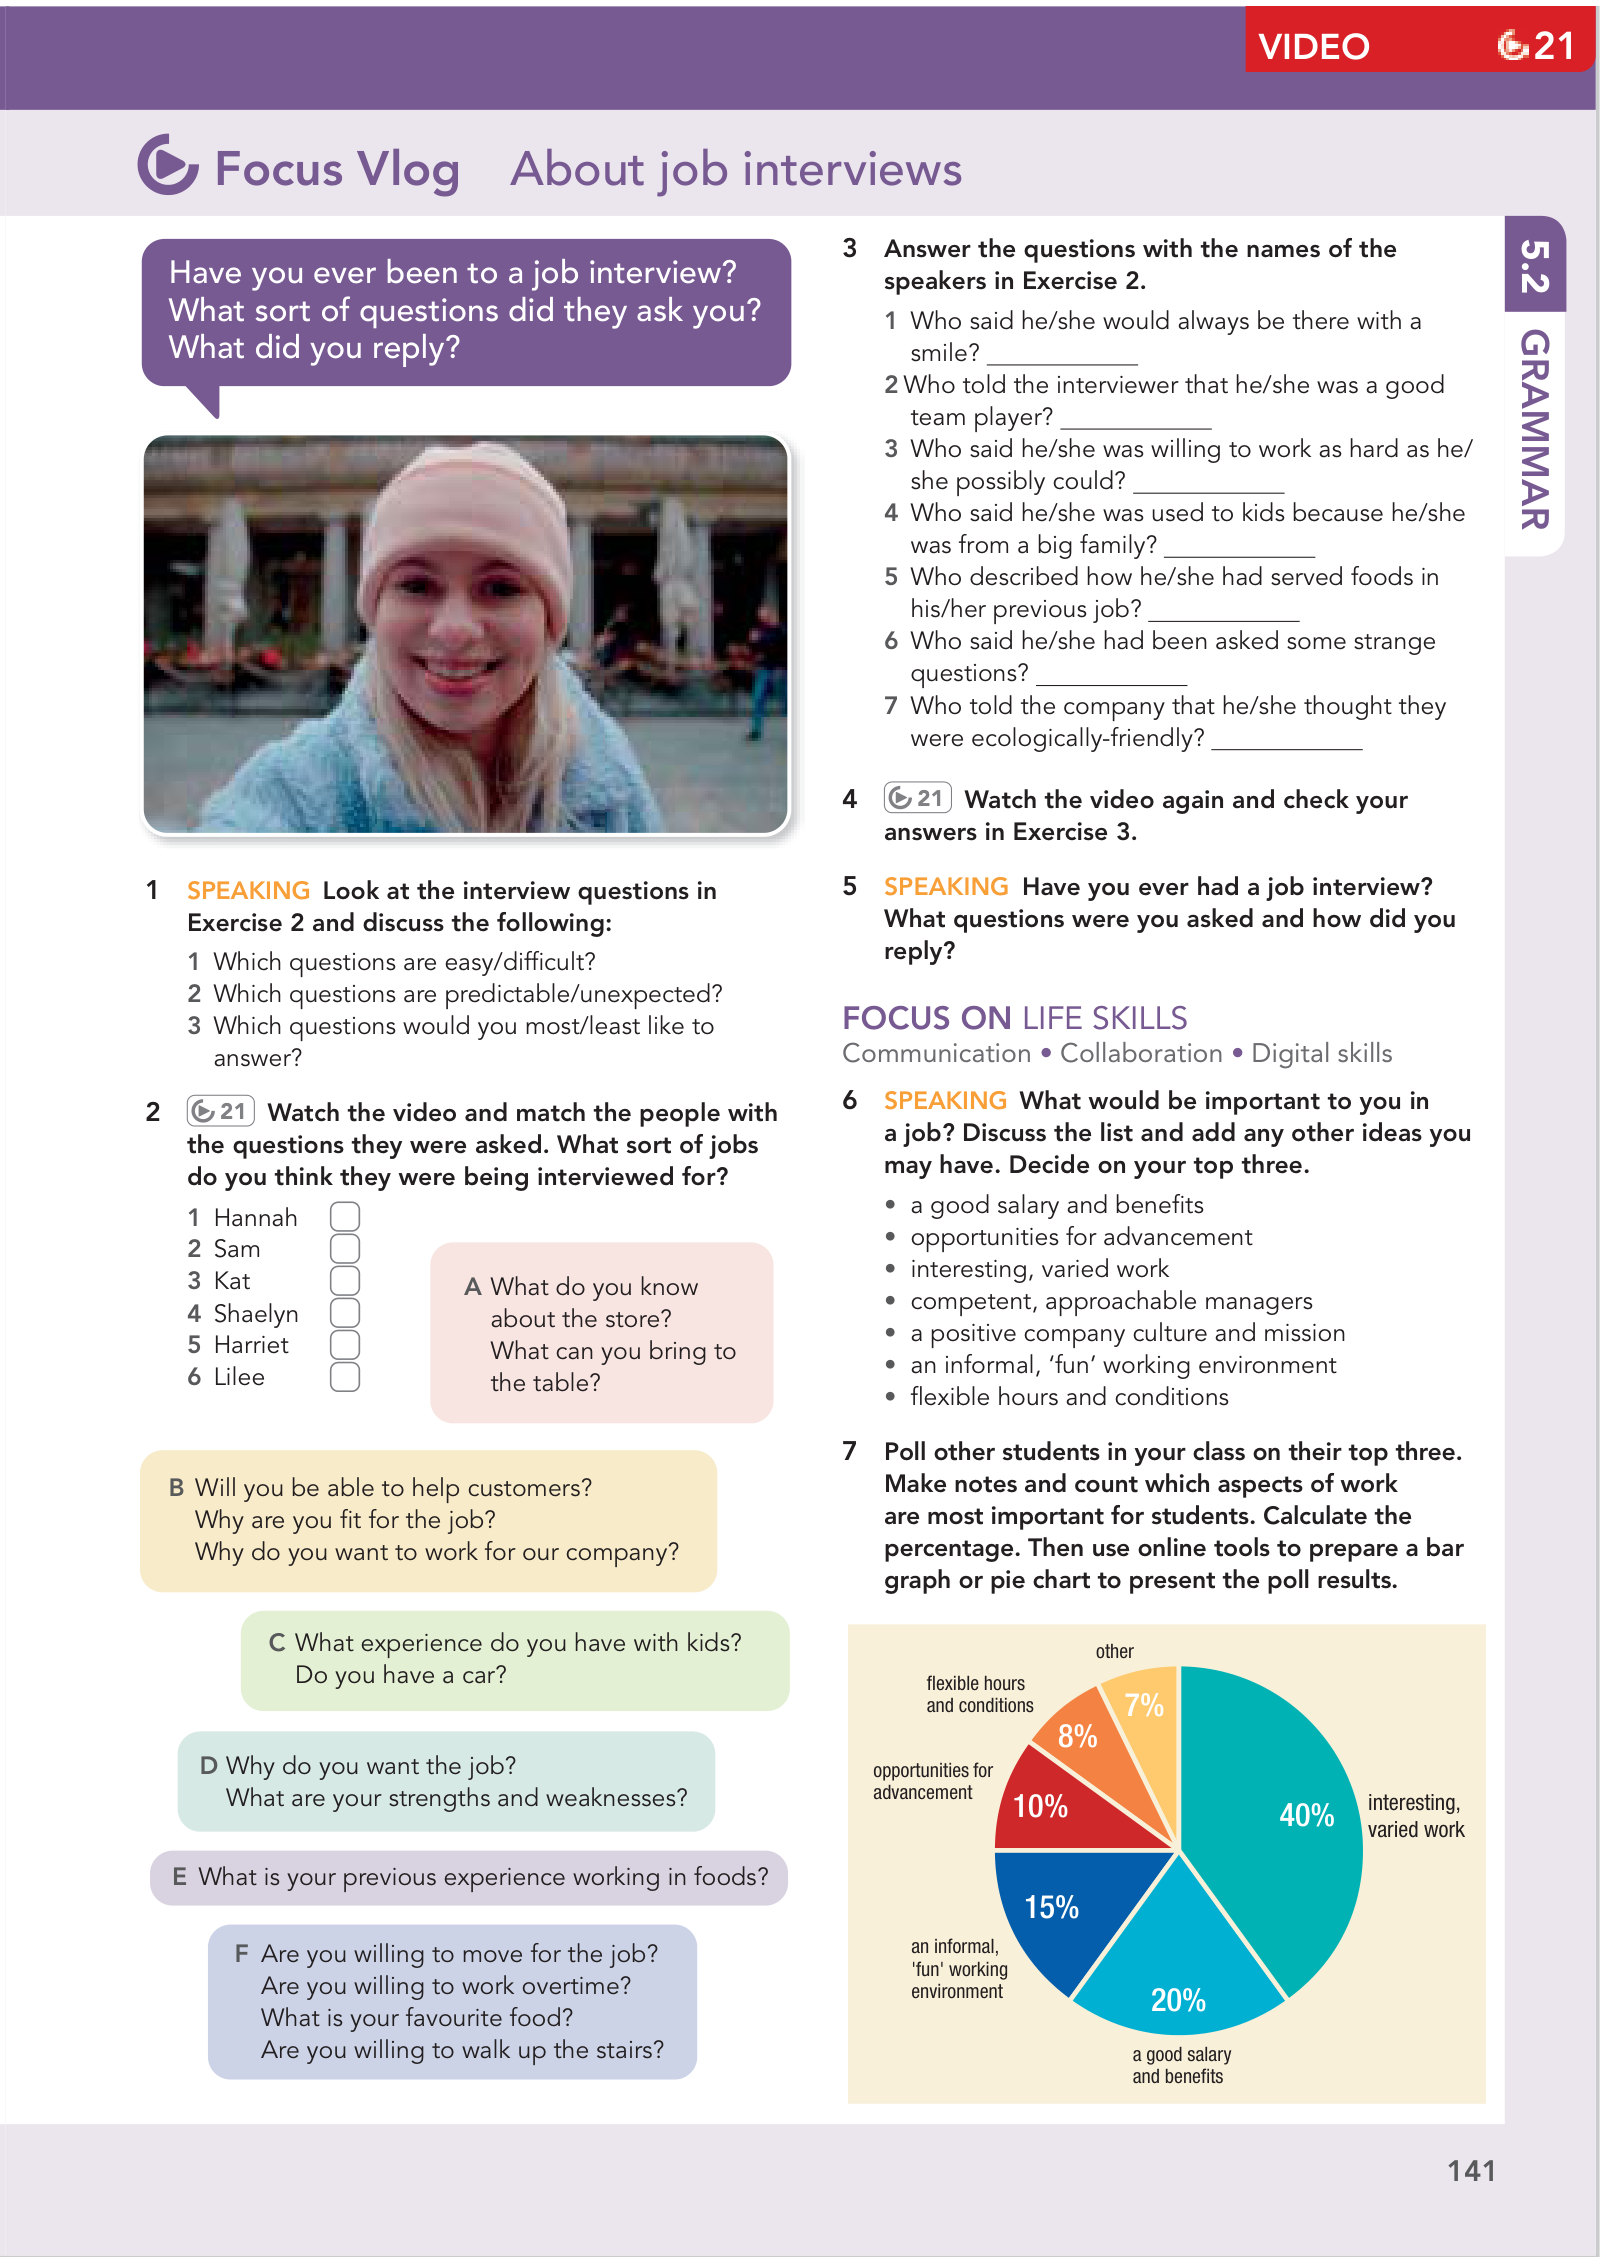 VIDEO 21
Focus Vlog About job interviews
Have you ever been to a job interview?
What sort of questions did they ask you?
What did you reply?
1 SPEAKING Look at the interview questions in
Exercise 2 and discuss the following:
1 Which questions are easy/difficult?
2 Which questions are predictable/unexpected?
3 Which questions would you most/least like to
answer?
2 21 Watch the video and match the people with
the questions they were asked. What sort of jobs
do you think they were being interviewed for?
1 Hannah
2 Sam
3 Kat
4 Shaelyn
5 Harriet
6 Lilee
A What do you know
about the store?
What can you bring to
the table?
B Will you be able to help customers?
Why are you fit for the job?
Why do you want to work for our company?
C What experience do you have with kids?
Do you have a car?
D Why do you want the job?
What are your strengths and weaknesses?
E What is your previous experience working in foods?
F Are you willing to move for the job?
Are you willing to work overtime?
What is your favourite food?
Are you willing to walk up the stairs?
3 Answer the questions with the names of the
speakers in Exercise 2.
1 Who said he/she would always be there with a
smile?
2 Who told the interviewer that he/she was a good
team player?
3 Who said he/she was willing to work as hard as he/
she possibly could?
4 Who said he/she was used to kids because he/she
was from a big family?
5 Who described how he/she had served foods in
his/her previous job?
6 Who said he/she had been asked some strange
questions?
7 Who told the company that he/she thought they
were ecologically-friendly?
4 21 Watch the video again and check your
answers in Exercise 3.
5 SPEAKING Have you ever had a job interview?
What questions were you asked and how did you
reply?
FOCUS ON LIFE SKILLS
Communication • Collaboration • Digital skills
6 SPEAKING What would be important to you in
a job? Discuss the list and add any other ideas you
may have. Decide on your top three.
• a good salary and benefits
• opportunities for advancement
• interesting, varied work
• competent, approachable managers
• a positive company culture and mission
• an informal, ‘fun’ working environment
• flexible hours and conditions
7 Poll other students in your class on their top three.
Make notes and count which aspects of work
are most important for students. Calculate the
percentage. Then use online tools to prepare a bar
graph or pie chart to present the poll results.
other
7%
flexible hours
and conditions
8%
opportunities for
advancement
10%
40%
interesting,
varied work
15%
an informal,
'fun' working
environment
20%
a good salary
and benefits
5.2 GRAMMAR
141